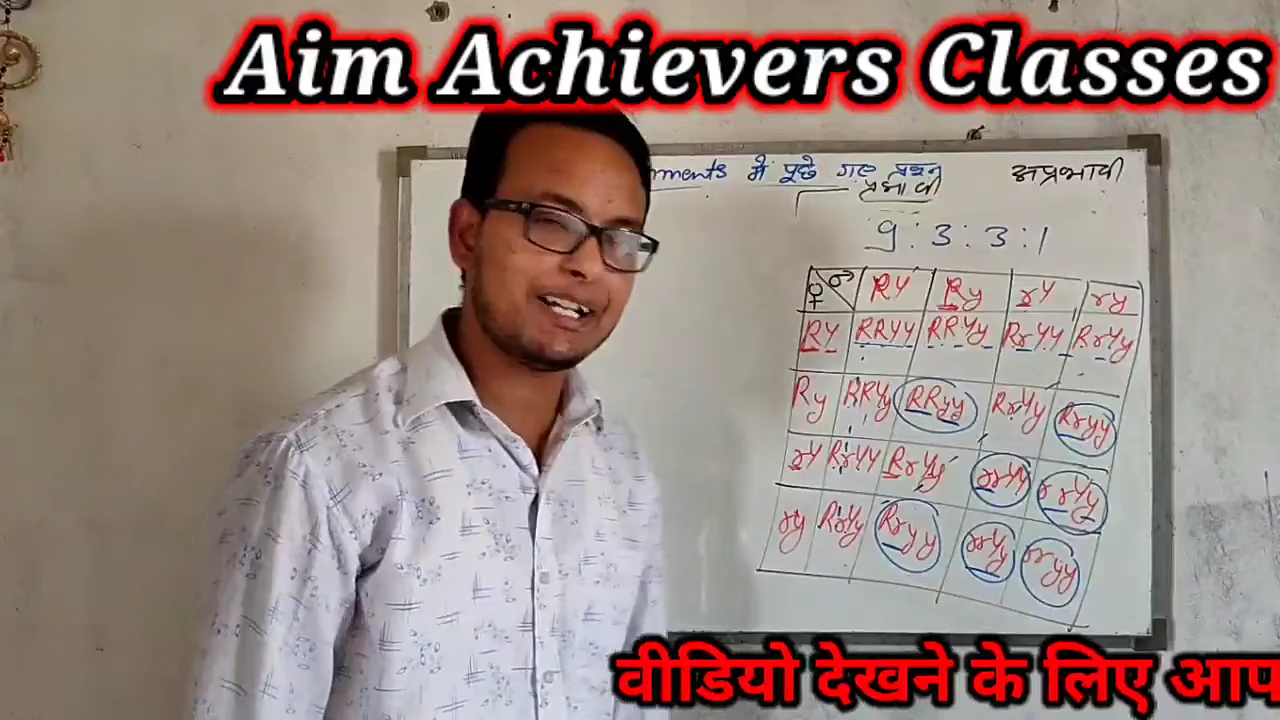 Aim Achievers Classes
mments में पूछे गए प्रश्न
अप्रभावी
प्रभावी
9 : 3 : 3 : 1
♀ ♂ RY Ry rY ry
RY RRYY RRYy RrYY RrYy
Ry RRYy RRyy RrYy Rryy
rY RrYY RrYy rrYY rrYy
ry RrYy Rryy rrYy rryy
वीडियो देखने के लिए आप